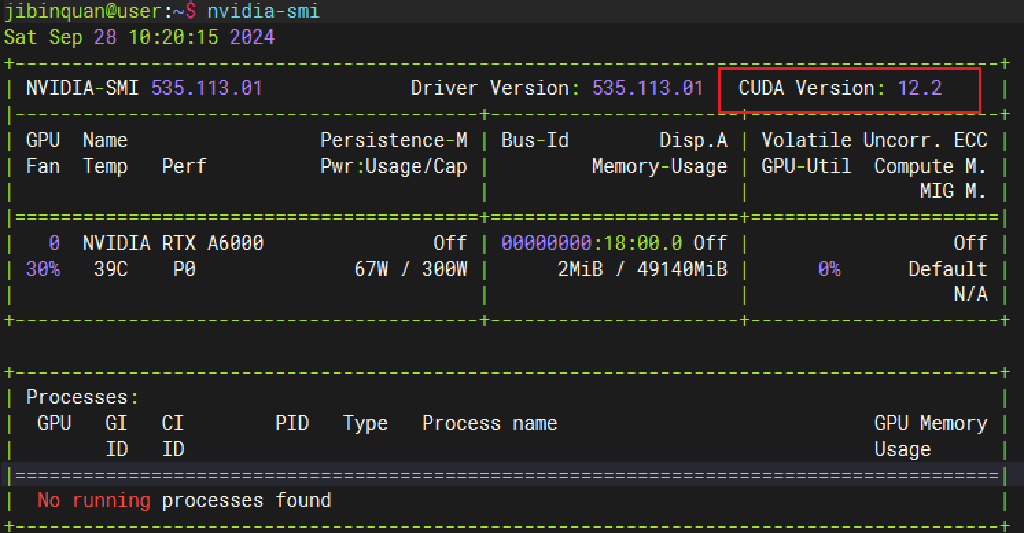 jibinquan@user:~$ nvidia-smi
Sat Sep 28 10:20:15 2024
+---------------------------------------------------------------------------------------+
| NVIDIA-SMI 535.113.01             Driver Version: 535.113.01   CUDA Version: 12.2     |
|-----------------------------------------+----------------------+----------------------+
| GPU  Name                 Persistence-M | Bus-Id        Disp.A | Volatile Uncorr. ECC |
| Fan  Temp   Perf          Pwr:Usage/Cap |         Memory-Usage | GPU-Util  Compute M. |
|                                         |                      |               MIG M. |
|=========================================+======================+======================|
|   0  NVIDIA RTX A6000               Off | 00000000:18:00.0 Off |                  Off |
| 30%   39C    P0          67W / 300W |      2MiB / 49140MiB |      0%      Default |
|                                         |                      |                  N/A |
+-----------------------------------------+----------------------+----------------------+
+---------------------------------------------------------------------------------------+
| Processes:                                                                            |
|  GPU   GI   CI        PID   Type   Process name                            GPU Memory |
|        ID   ID                                                             Usage      |
|=======================================================================================|
|  No running processes found                                                           |
+---------------------------------------------------------------------------------------+